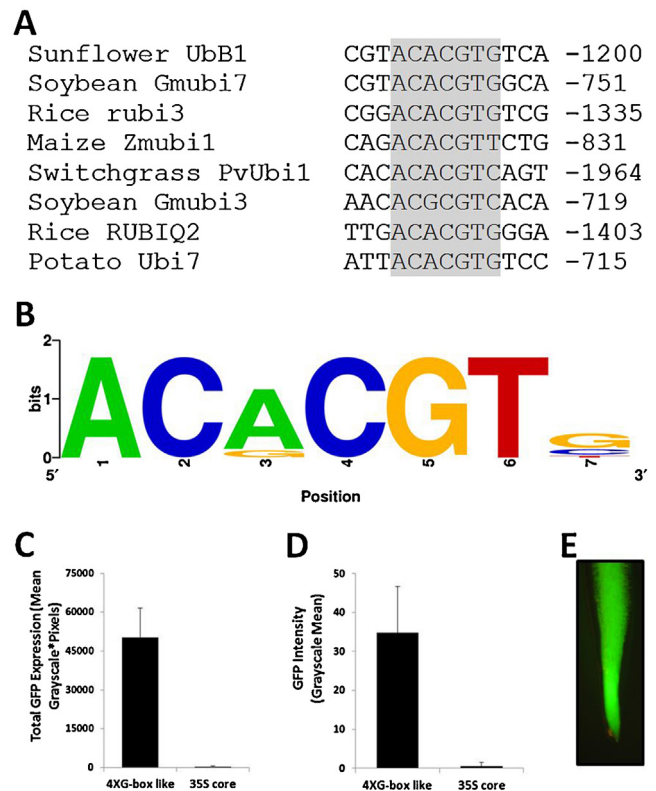 A
Sunflower UbB1 CGTACACGTGTCA -1200
Soybean Gmubi7 CGTACACGTGGCA -751
Rice rubi3 CGGACACGTGTCG -1335
Maize Zmubi1 CAGACACGTTCTG -831
Switchgrass PvUbi1 CACACACGTCAGT -1964
Soybean Gmubi3 AACACGCGTCACA -719
Rice RUBIQ2 TTGACACGTGGGA -1403
Potato Ubi7 ATTACACGTGTCC -715
B
2
bits
1
0
ACACGTG
G C
5′ 1 2 3 4 5 6 7 3′
Position
C
Total GFP Expression (Mean
Grayscale*Pixels)
75000
60000
45000
30000
15000
0
4XG-box like 35S core
D
GFP Intensity
(Grayscale Mean)
50
40
30
20
10
0
4XG-box like 35S core
E